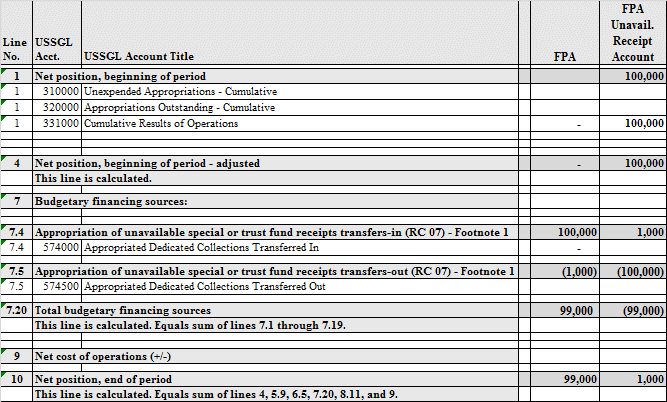 FPA
Unavail.
Line USSGL Receipt
No. Acct. USSGL Account Title FPA Account
1 Net position, beginning of period 100,000
1 310000 Unexpended Appropriations - Cumulative
1 320000 Appropriations Outstanding - Cumulative
1 331000 Cumulative Results of Operations - 100,000
4 Net position, beginning of period - adjusted - 100,000
This line is calculated.
7 Budgetary financing sources:
7.4 Appropriation of unavailable special or trust fund receipts transfers-in (RC 07) - Footnote 1 100,000 1,000
7.4 574000 Appropriated Dedicated Collections Transferred In -
7.5 Appropriation of unavailable special or trust fund receipts transfers-out (RC 07) - Footnote 1 (1,000) (100,000)
7.5 574500 Appropriated Dedicated Collections Transferred Out
7.20 Total budgetary financing sources 99,000 (99,000)
This line is calculated. Equals sum of lines 7.1 through 7.19.
9 Net cost of operations (+/-)
10 Net position, end of period 99,000 1,000
This line is calculated. Equals sum of lines 4, 5.9, 6.5, 7.20, 8.11, and 9.